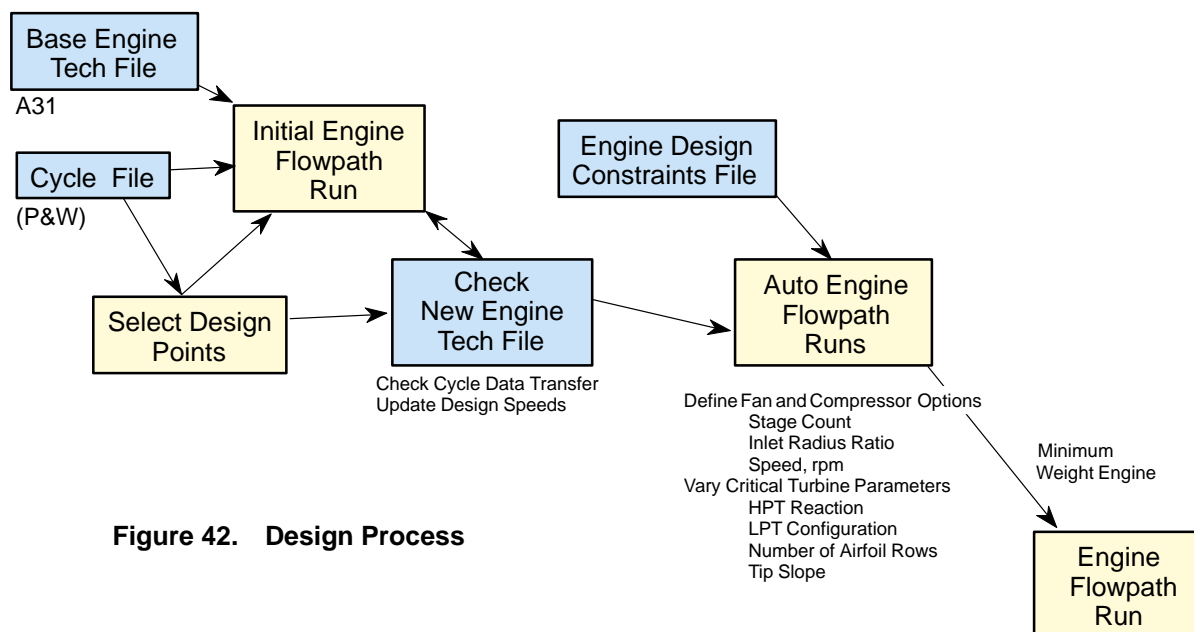 Base Engine
Tech File
A31
Cycle File
(P&W)
Initial Engine
Flowpath
Run
Select Design
Points
Check
New Engine
Tech File
Check Cycle Data Transfer
Update Design Speeds
Engine Design
Constraints File
Auto Engine
Flowpath
Runs
Define Fan and Compressor Options
Stage Count
Inlet Radius Ratio
Speed, rpm
Vary Critical Turbine Parameters
HPT Reaction
LPT Configuration
Number of Airfoil Rows
Tip Slope
Minimum
Weight Engine
Engine
Flowpath
Run
Figure 42. Design Process